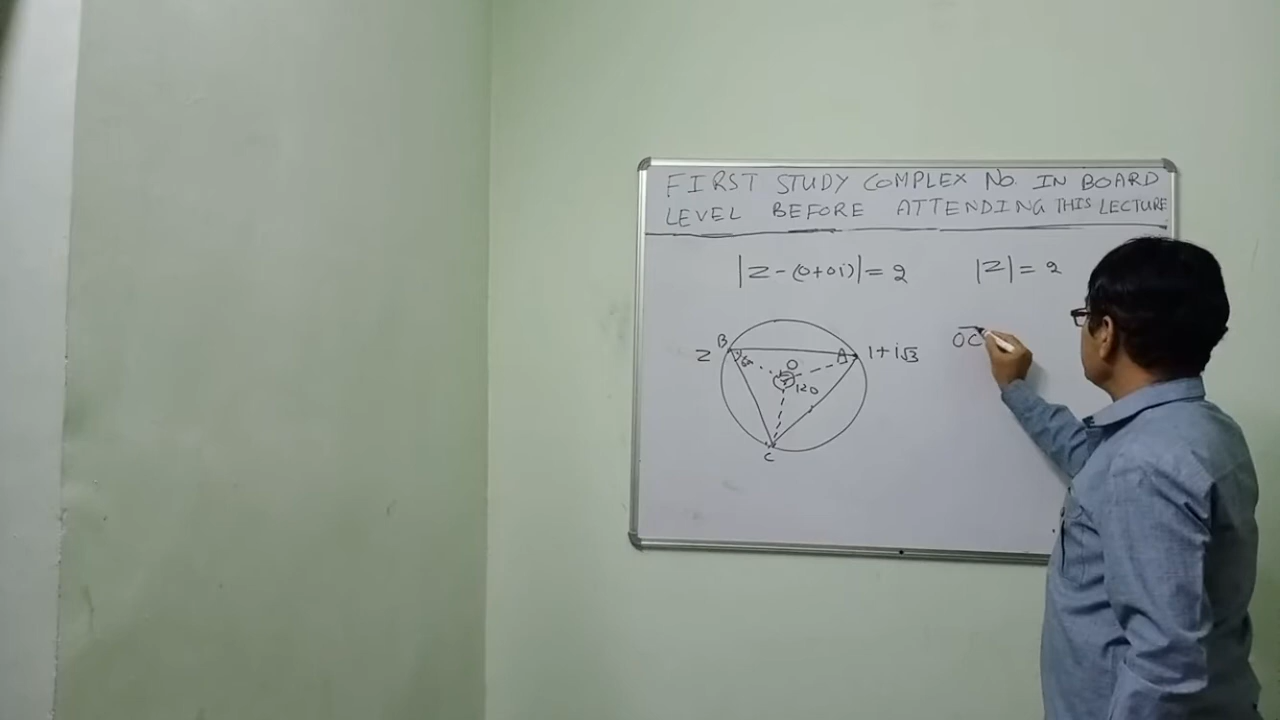 FIRST STUDY COMPLEX NO. IN BOARD
LEVEL BEFORE ATTENDING THIS LECTURE
|Z-(0+0i)|=2 |Z|=2
B
Z
A
1+i√3
O
120
C
OC